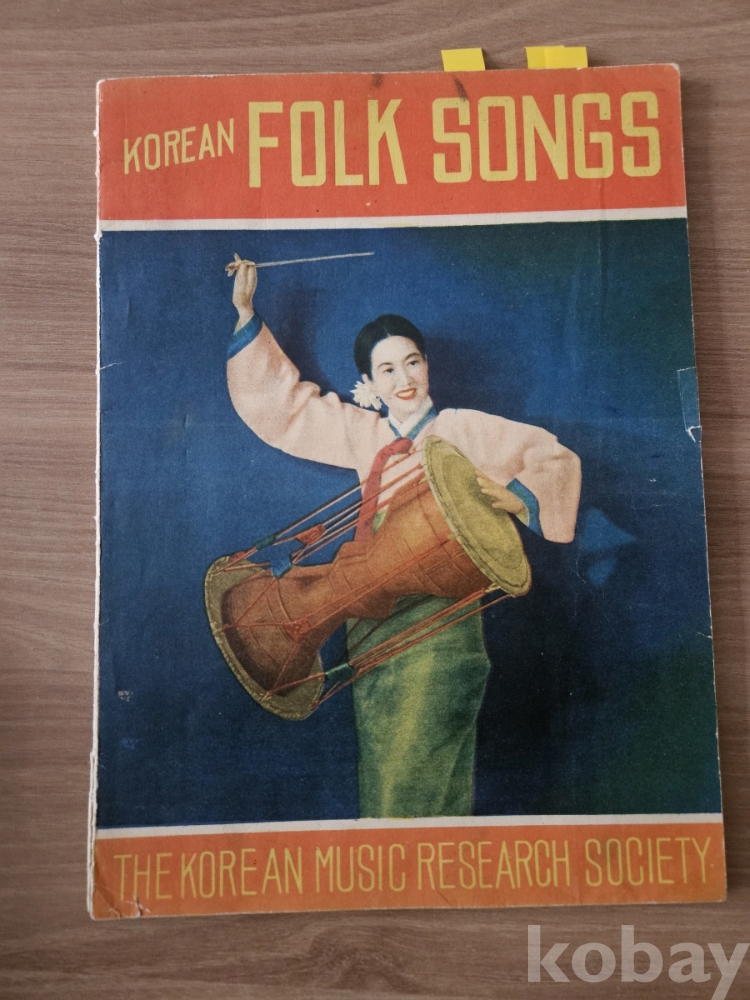 KOREAN FOLK SONGS
THE KOREAN MUSIC RESEARCH SOCIETY
kobay